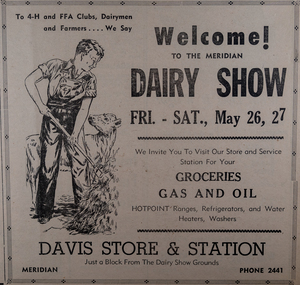 To 4-H and FFA Clubs, Dairymen
and Farmers . . . . We Say
Welcome!
TO THE MERIDIAN
DAIRY SHOW
FRI. - SAT., May 26, 27
We Invite You To Visit Our Store and Service
Station For Your
GROCERIES
GAS AND OIL
HOTPOINT Ranges, Refrigerators, and Water
Heaters, Washers
DAVIS STORE & STATION
Just a Block From The Dairy Show Grounds
MERIDIAN PHONE 2441